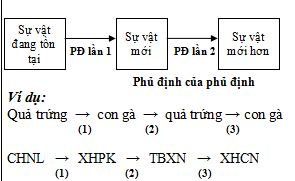 Sự vật đang tồn tại
PĐ lần 1
Sự vật mới
PĐ lần 2
Sự vật mới hơn
Phủ định của phủ định
Ví dụ:
Quả trứng → con gà → quả trứng → con gà
(1) (2) (3)
CHNL → XHPK → TBXN → XHCN
(1) (2) (3)